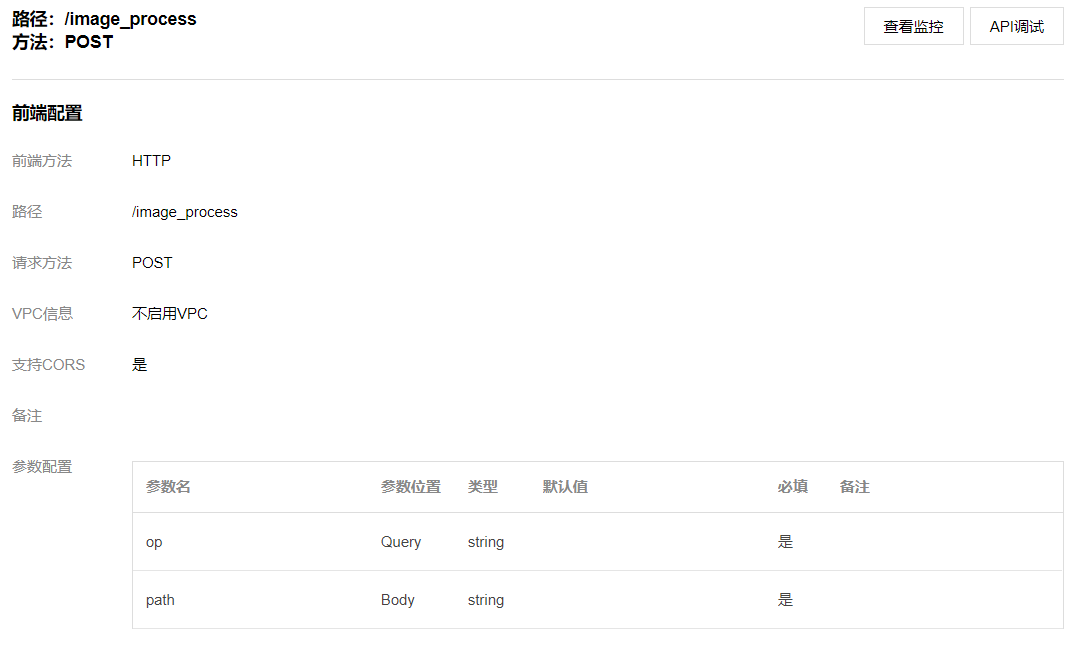 路径：/image_process
方法：POST
查看监控
API调试
前端配置
前端方法 HTTP
路径 /image_process
请求方法 POST
VPC信息 不启用VPC
支持CORS 是
备注
参数配置
参数名 参数位置 类型 默认值 必填 备注
op Query string 是
path Body string 是